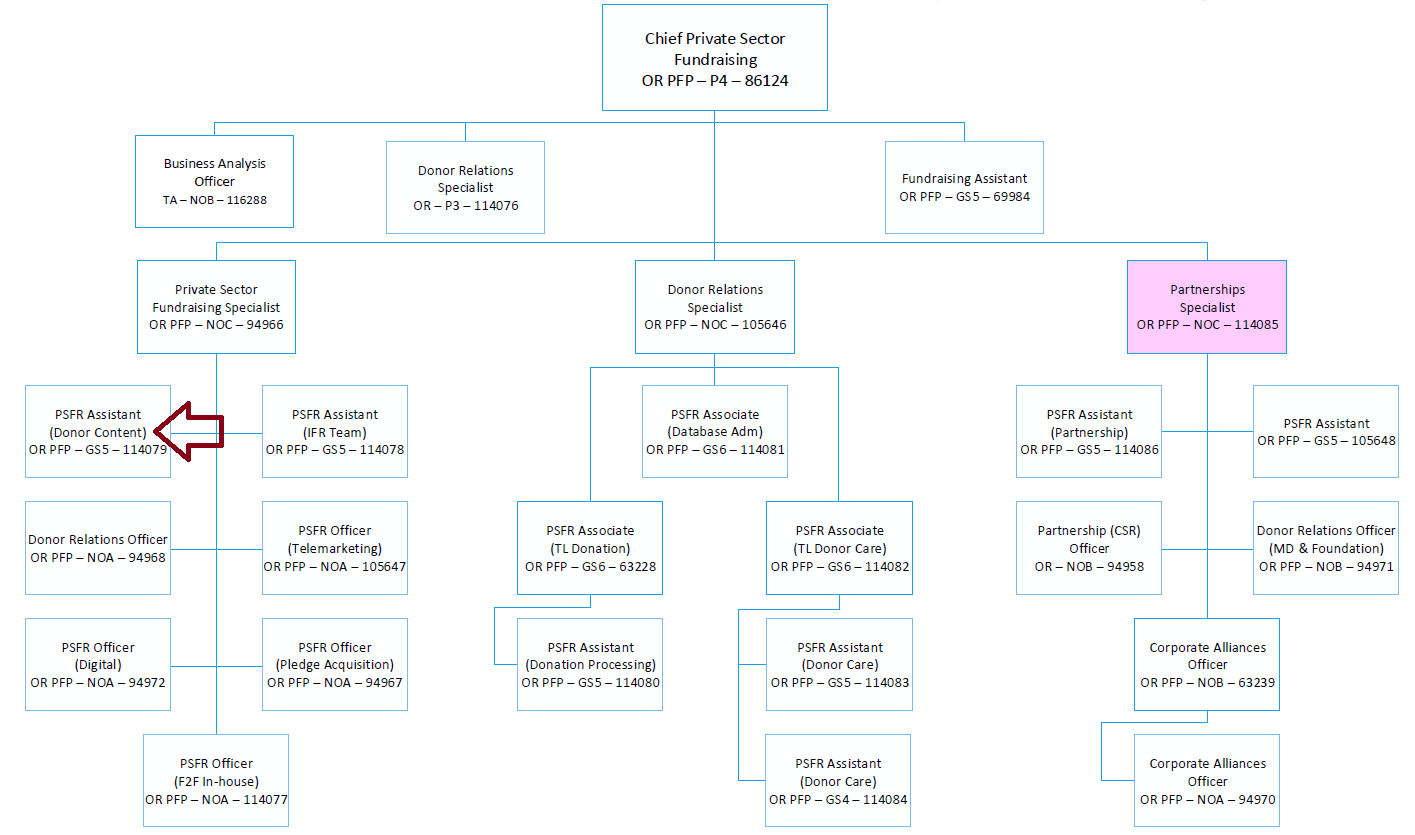 Chief Private Sector
Fundraising
OR PFP – P4 – 86124
Business Analysis
Officer
TA – NOB – 116288
Donor Relations
Specialist
OR – P3 – 114076
Fundraising Assistant
OR PFP – GS5 – 69984
Private Sector
Fundraising Specialist
OR PFP – NOC – 94966
Donor Relations
Specialist
OR PFP – NOC – 105646
Partnerships
Specialist
OR PFP – NOC – 114085
PSFR Assistant
(Donor Content)
OR PFP – GS5 – 114079
PSFR Assistant
(IFR Team)
OR PFP – GS5 – 114078
PSFR Associate
(Database Adm)
OR PFP – GS6 – 114081
PSFR Assistant
(Partnership)
OR PFP – GS5 – 114086
PSFR Assistant
OR PFP – GS5 – 105648
Donor Relations Officer
OR PFP – NOA – 94968
PSFR Officer
(Telemarketing)
OR PFP – NOA – 105647
PSFR Associate
(TL Donation)
OR PFP – GS6 – 63228
PSFR Associate
(TL Donor Care)
OR PFP – GS6 – 114082
Partnership (CSR)
Officer
OR – NOB – 94958
Donor Relations Officer
(MD & Foundation)
OR PFP – NOB – 94971
PSFR Officer
(Digital)
OR PFP – NOA – 94972
PSFR Officer
(Pledge Acquisition)
OR PFP – NOA – 94967
PSFR Assistant
(Donation Processing)
OR PFP – GS5 – 114080
PSFR Assistant
(Donor Care)
OR PFP – GS5 – 114083
Corporate Alliances
Officer
OR PFP – NOB – 63239
PSFR Officer
(F2F In-house)
OR PFP – NOA – 114077
PSFR Assistant
(Donor Care)
OR PFP – GS4 – 114084
Corporate Alliances
Officer
OR PFP – NOA – 94970